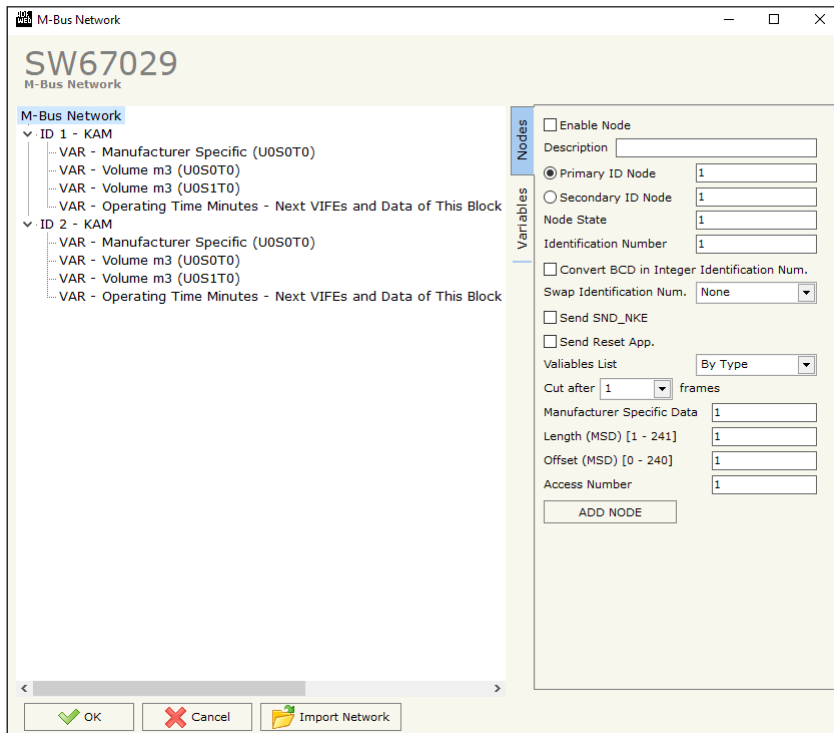 M-Bus Network
SW67029
M-Bus Network
M-Bus Network
ID 1 - KAM
VAR - Manufacturer Specific (U0S0T0)
VAR - Volume m3 (U0S0T0)
VAR - Volume m3 (U0S1T0)
VAR - Operating Time Minutes - Next VIFEs and Data of This Block
ID 2 - KAM
VAR - Manufacturer Specific (U0S0T0)
VAR - Volume m3 (U0S0T0)
VAR - Volume m3 (U0S1T0)
VAR - Operating Time Minutes - Next VIFEs and Data of This Block
Nodes
Variables
Enable Node
Description
Primary ID Node 1
Secondary ID Node 1
Node State 1
Identification Number 1
Convert BCD in Integer Identification Num.
Swap Identification Num. None
Send SND_NKE
Send Reset App.
Valiables List By Type
Cut after 1 frames
Manufacturer Specific Data 1
Length (MSD) [1 - 241] 1
Offset (MSD) [0 - 240] 1
Access Number 1
ADD NODE
OK
Cancel
Import Network